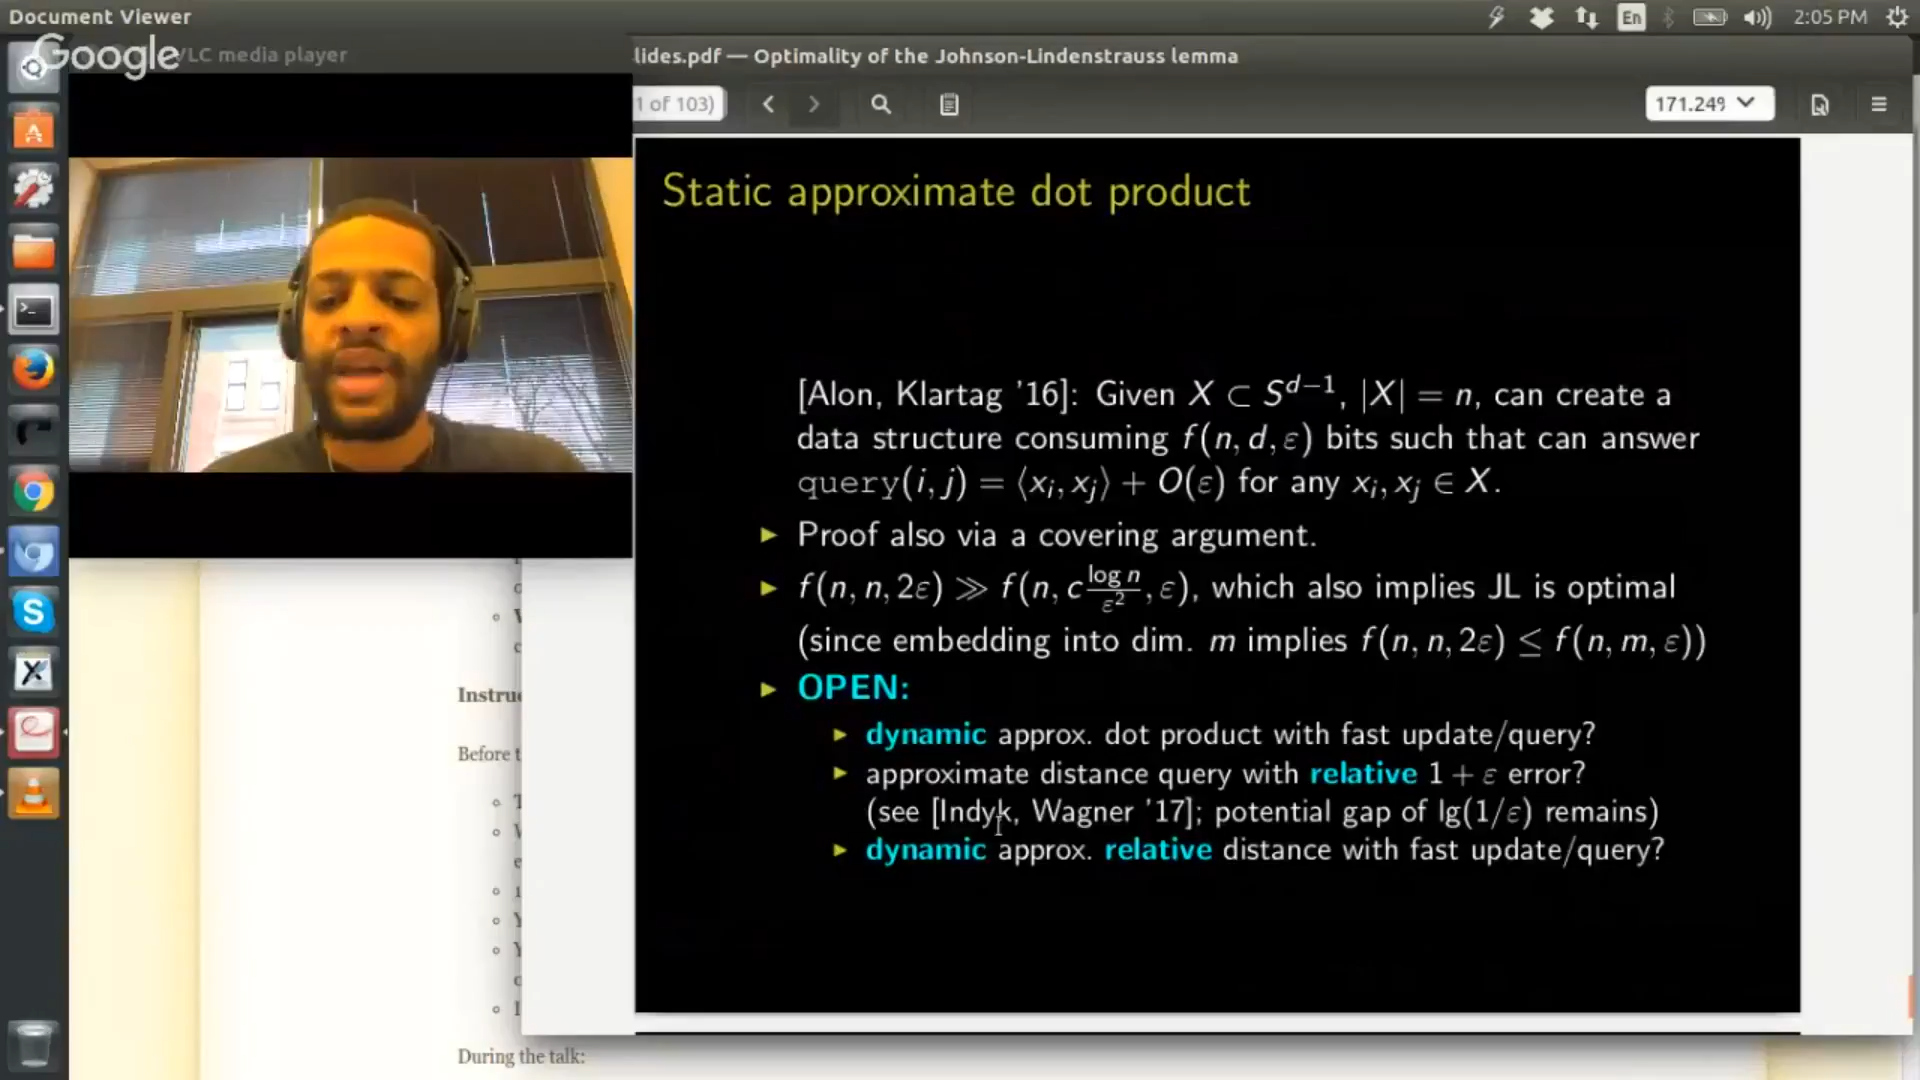 Document Viewer
En
2:05 PM
Google
VLC media player
lides.pdf — Optimality of the Johnson-Lindenstrauss lemma
1 of 103)
171.24%
Static approximate dot product
[Alon, Klartag '16]: Given X ⊂ S^{d−1}, |X| = n, can create a
data structure consuming f(n, d, ε) bits such that can answer
query(i, j) = ⟨x_i, x_j⟩ + O(ε) for any x_i, x_j ∈ X.
► Proof also via a covering argument.
► f(n, n, 2ε) ≫ f(n, c \frac{log n}{ε^2}, ε), which also implies JL is optimal
(since embedding into dim. m implies f(n, n, 2ε) ≤ f(n, m, ε))
► OPEN:
► dynamic approx. dot product with fast update/query?
► approximate distance query with relative 1 + ε error?
(see [Indyk, Wagner '17]; potential gap of lg(1/ε) remains)
► dynamic approx. relative distance with fast update/query?
Instru
Before t
During the talk: